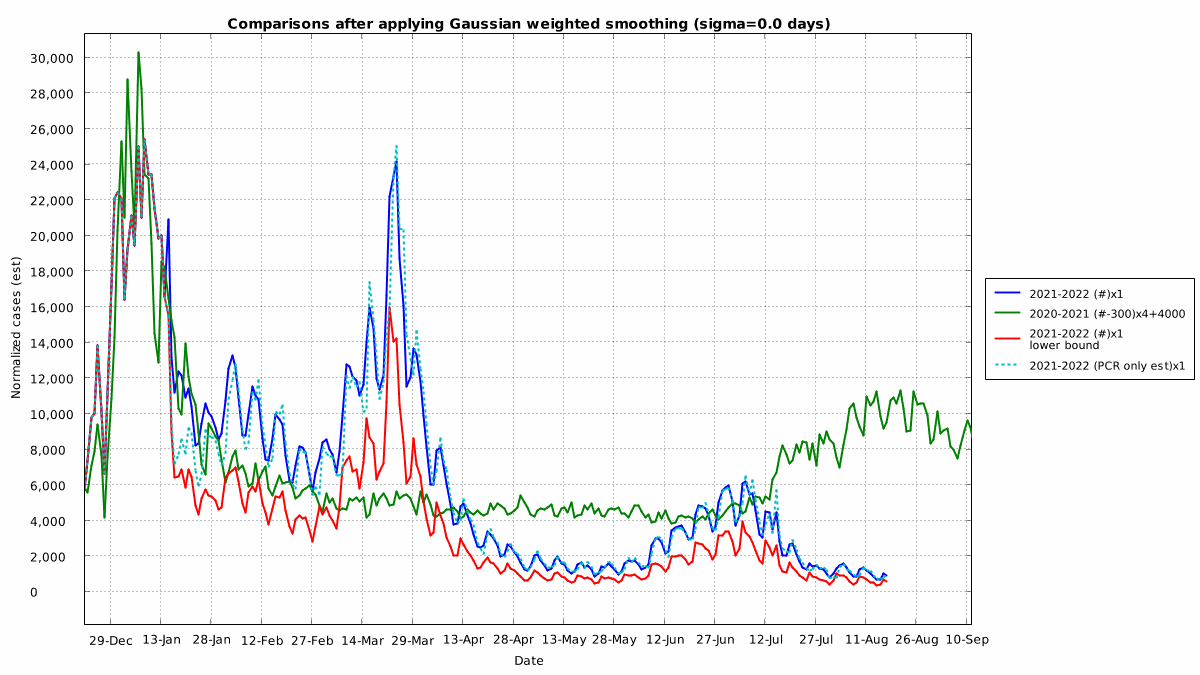 Comparisons after applying Gaussian weighted smoothing (sigma=0.0 days)
30,000
28,000
26,000
24,000
22,000
20,000
18,000
16,000
14,000
12,000
10,000
8,000
6,000
4,000
2,000
0
Normalized cases (est)
29-Dec 13-Jan 28-Jan 12-Feb 27-Feb 14-Mar 29-Mar 13-Apr 28-Apr 13-May 28-May 12-Jun 27-Jun 12-Jul 27-Jul 11-Aug 26-Aug 10-Sep
Date
2021-2022 (#)x1
2020-2021 (#-300)x4+4000
2021-2022 (#)x1
lower bound
2021-2022 (PCR only est)x1